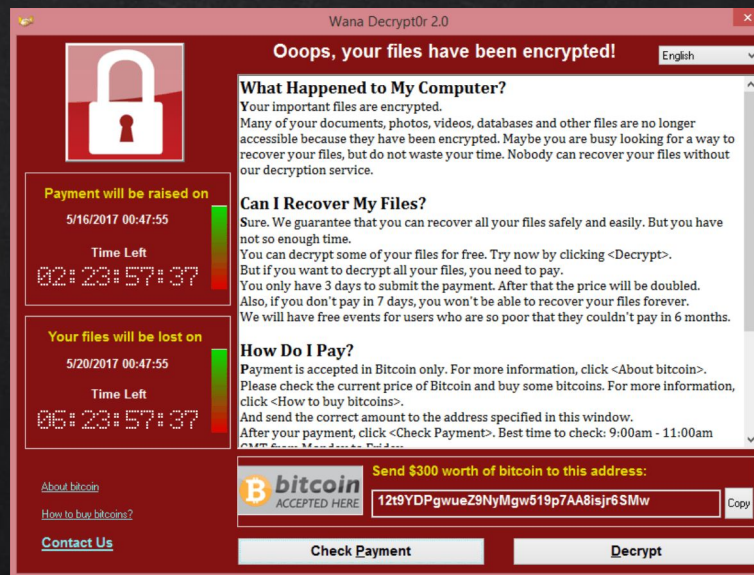 Wana Decrypt0r 2.0
Ooops, your files have been encrypted!
English
What Happened to My Computer?
Your important files are encrypted.
Many of your documents, photos, videos, databases and other files are no longer
accessible because they have been encrypted. Maybe you are busy looking for a way to
recover your files, but do not waste your time. Nobody can recover your files without
our decryption service.
Can I Recover My Files?
Sure. We guarantee that you can recover all your files safely and easily. But you have
not so enough time.
You can decrypt some of your files for free. Try now by clicking <Decrypt>.
But if you want to decrypt all your files, you need to pay.
You only have 3 days to submit the payment. After that the price will be doubled.
Also, if you don't pay in 7 days, you won't be able to recover your files forever.
We will have free events for users who are so poor that they couldn't pay in 6 months.
How Do I Pay?
Payment is accepted in Bitcoin only. For more information, click <About bitcoin>.
Please check the current price of Bitcoin and buy some bitcoins. For more information,
click <How to buy bitcoins>.
And send the correct amount to the address specified in this window.
After your payment, click <Check Payment>. Best time to check: 9:00am - 11:00am
GMT from Monday to Friday.
Payment will be raised on
5/16/2017 00:47:55
Time Left
02:23:57:37
Your files will be lost on
5/20/2017 00:47:55
Time Left
06:23:57:37
About bitcoin
How to buy bitcoins?
Contact Us
bitcoin
ACCEPTED HERE
Send $300 worth of bitcoin to this address:
12t9YDPgwueZ9NyMgw519p7AA8isjr6SMw
Copy
Check Payment
Decrypt